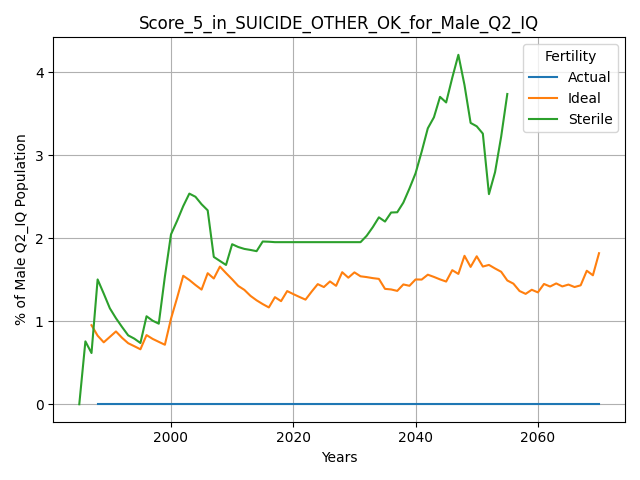 Score_5_in_SUICIDE_OTHER_OK_for_Male_Q2_IQ
Fertility
Actual
Ideal
Sterile
% of Male Q2_IQ Population
4
3
2
1
0
2000 2020 2040 2060
Years